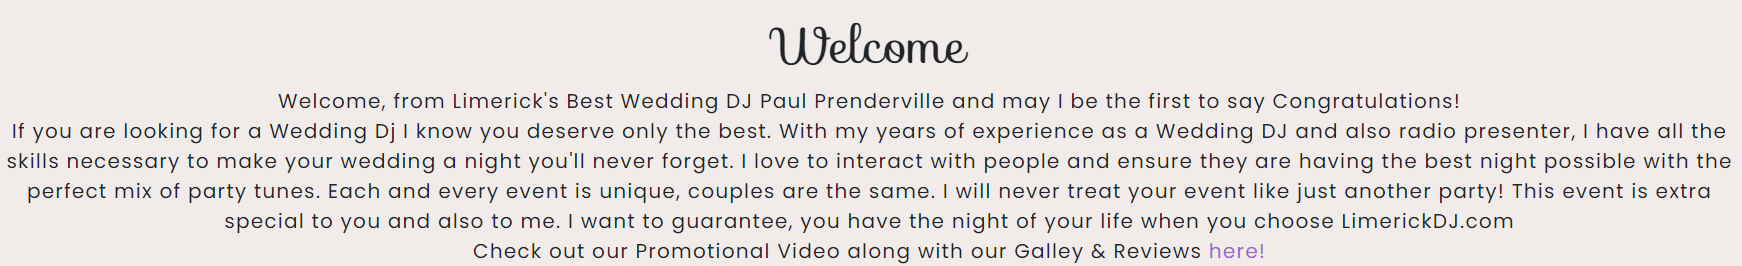 Welcome
Welcome, from Limerick's Best Wedding DJ Paul Prenderville and may I be the first to say Congratulations!
If you are looking for a Wedding Dj I know you deserve only the best. With my years of experience as a Wedding DJ and also radio presenter, I have all the
skills necessary to make your wedding a night you'll never forget. I love to interact with people and ensure they are having the best night possible with the
perfect mix of party tunes. Each and every event is unique, couples are the same. I will never treat your event like just another party! This event is extra
special to you and also to me. I want to guarantee, you have the night of your life when you choose LimerickDJ.com
Check out our Promotional Video along with our Galley & Reviews here!